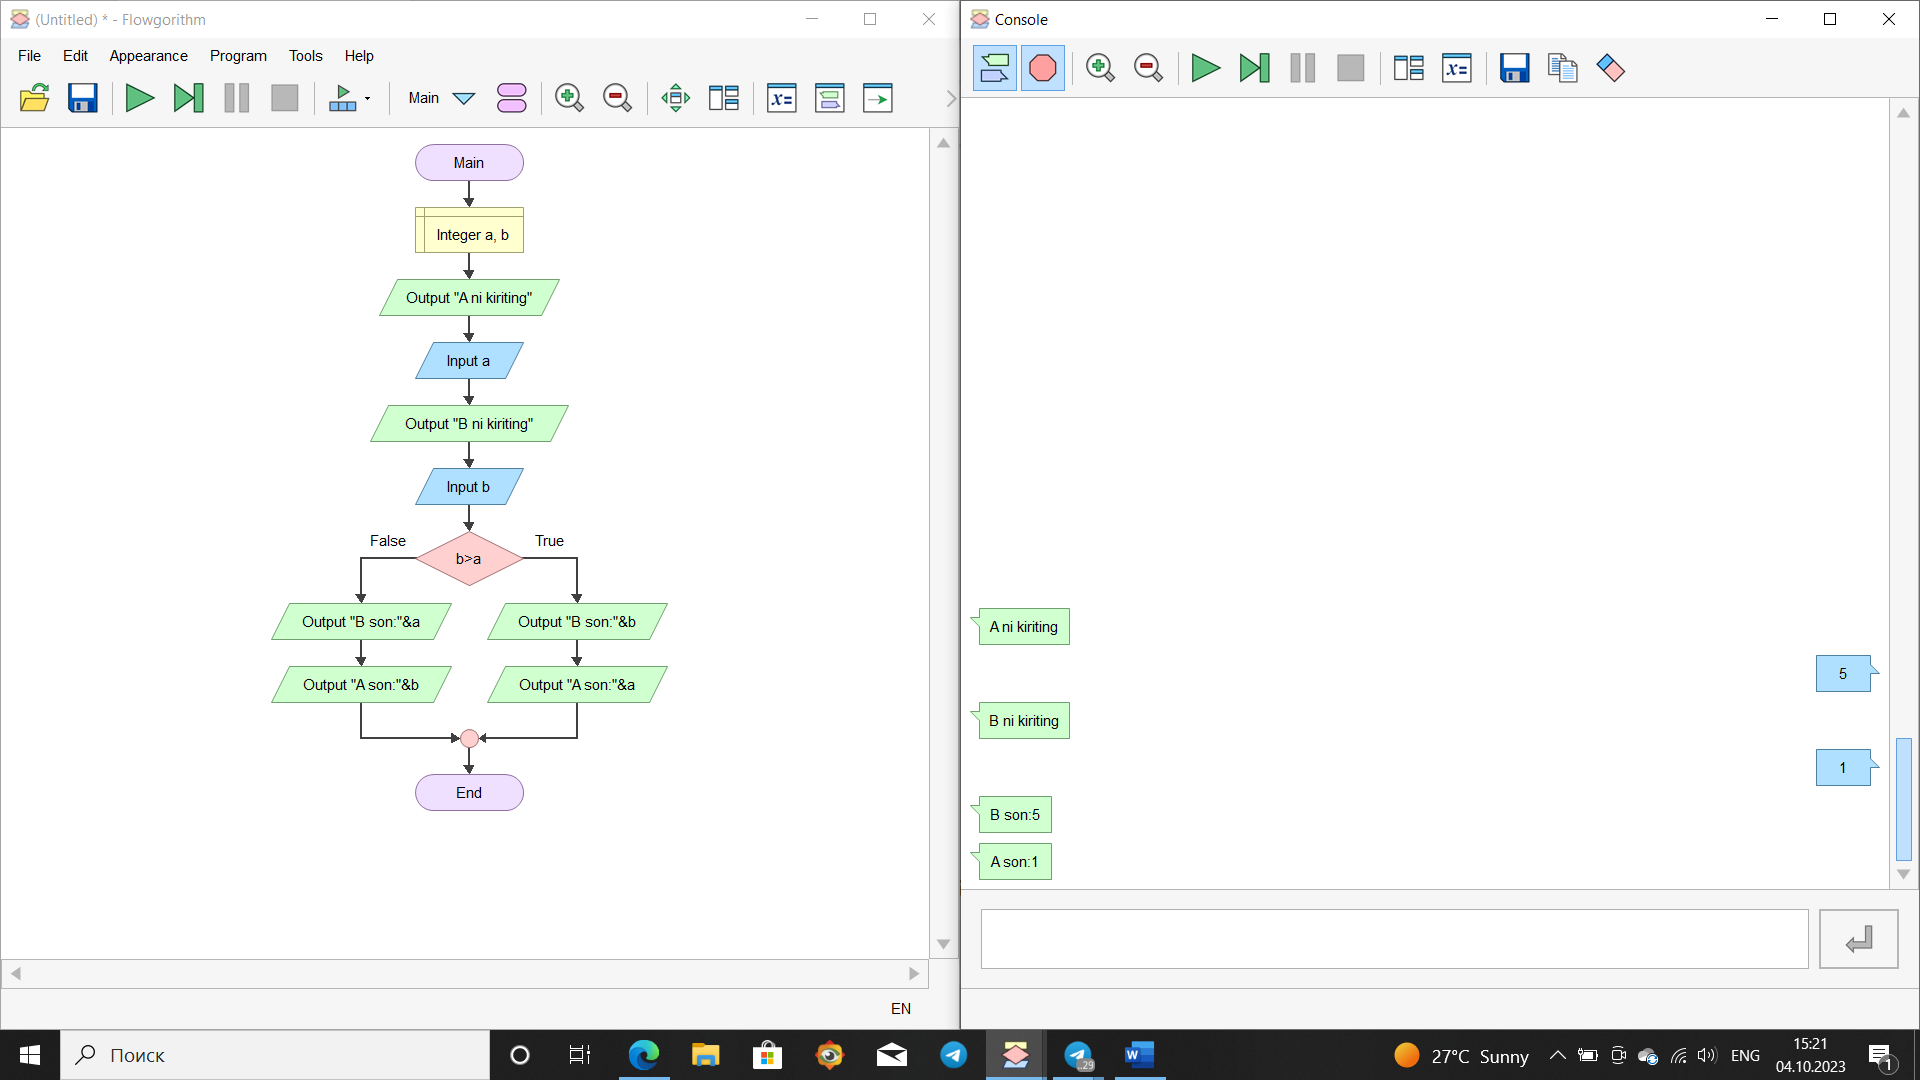 (Untitled) * - Flowgorithm
File Edit Appearance Program Tools Help
Main
Main
Integer a, b
Output "A ni kiriting"
Input a
Output "B ni kiriting"
Input b
False
True
b>a
Output "B son:"&a
Output "B son:"&b
Output "A son:"&b
Output "A son:"&a
End
EN
Console
x=
x=
A ni kiriting
5
B ni kiriting
1
B son:5
A son:1
Поиск
..29
W
27°C Sunny
ENG
15:21
04.10.2023
1